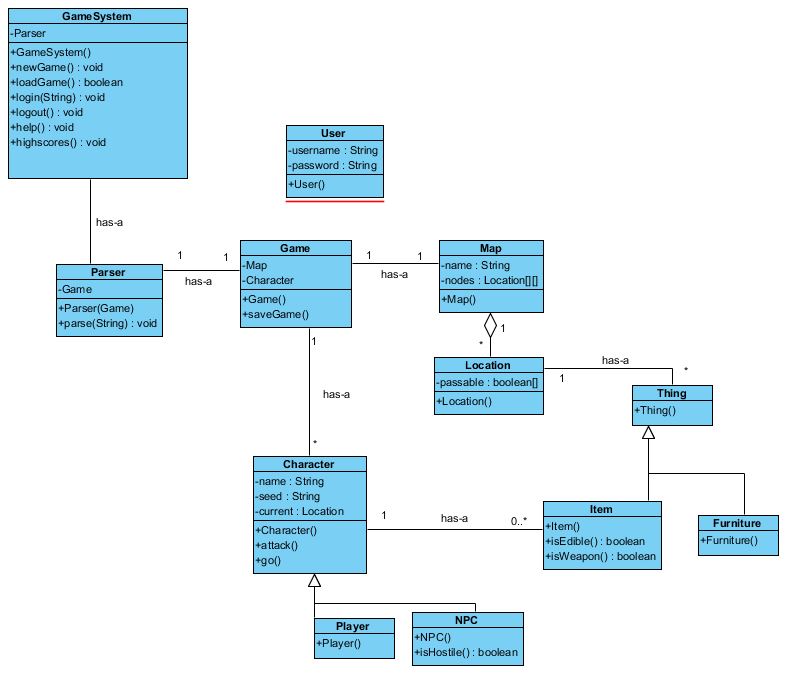 GameSystem
-Parser
+GameSystem()
+newGame() : void
+loadGame() : boolean
+login(String) : void
+logout() : void
+help() : void
+highscores() : void
User
-username : String
-password : String
+User()
has-a
Parser
-Game
+Parser(Game)
+parse(String) : void
1
1
has-a
Game
-Map
-Character
+Game()
+saveGame()
1
1
has-a
Map
-name : String
-nodes : Location[][]
+Map()
1
*
Location
-passable : boolean[]
+Location()
has-a
1
*
Thing
+Thing()
1
has-a
*
Character
-name : String
-seed : String
-current : Location
+Character()
+attack()
+go()
1
has-a
0..*
Item
+Item()
+isEdible() : boolean
+isWeapon() : boolean
Furniture
+Furniture()
Player
+Player()
NPC
+NPC()
+isHostile() : boolean